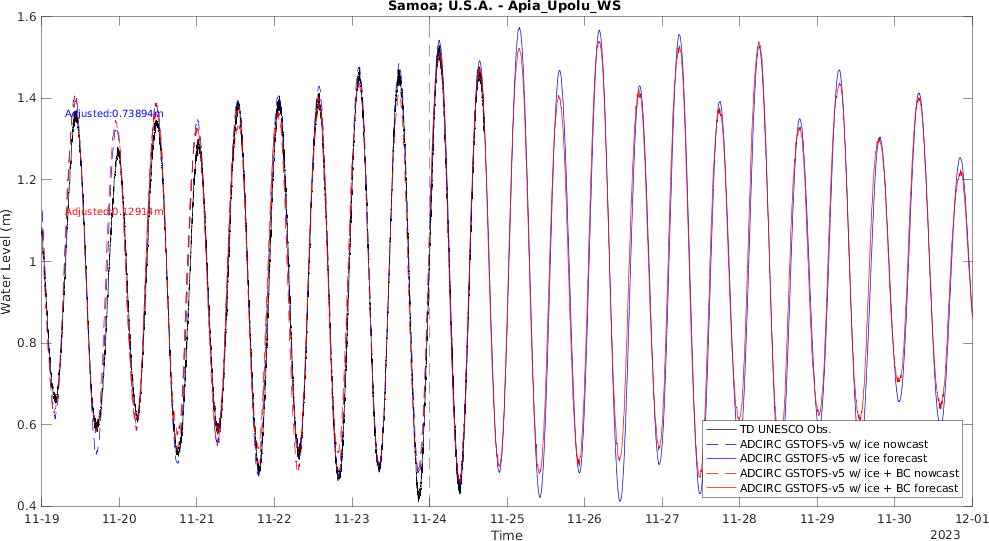 Samoa; U.S.A. - Apia_Upolu_WS
1.6
1.4
1.2
1
0.8
0.6
0.4
Water Level (m)
Adjusted:0.73894m
Adjusted:0.12914m
TD UNESCO Obs.
ADCIRC GSTOFS-v5 w/ ice nowcast
ADCIRC GSTOFS-v5 w/ ice forecast
ADCIRC GSTOFS-v5 w/ ice + BC nowcast
ADCIRC GSTOFS-v5 w/ ice + BC forecast
11-19 11-20 11-21 11-22 11-23 11-24 11-25 11-26 11-27 11-28 11-29 11-30 12-01
Time
2023